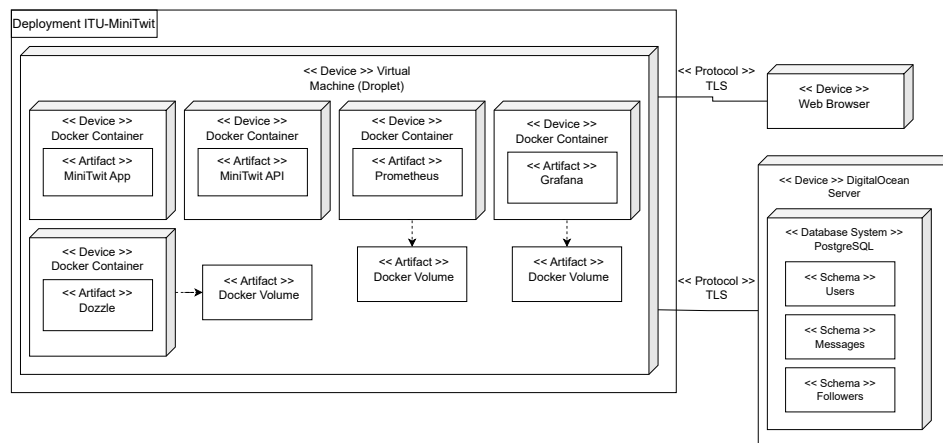 Deployment ITU-MiniTwit
<< Device >> Virtual
Machine (Droplet)
<< Device >>
Docker Container
<< Artifact >>
MiniTwit App
<< Device >>
Docker Container
<< Artifact >>
MiniTwit API
<< Device >>
Docker Container
<< Artifact >>
Prometheus
<< Device >>
Docker Container
<< Artifact >>
Grafana
<< Device >>
Docker Container
<< Artifact >>
Dozzle
<< Artifact >>
Docker Volume
<< Artifact >>
Docker Volume
<< Artifact >>
Docker Volume
<< Protocol >>
TLS
<< Device >>
Web Browser
<< Protocol >>
TLS
<< Device >> DigitalOcean
Server
<< Database System >>
PostgreSQL
<< Schema >>
Users
<< Schema >>
Messages
<< Schema >>
Followers